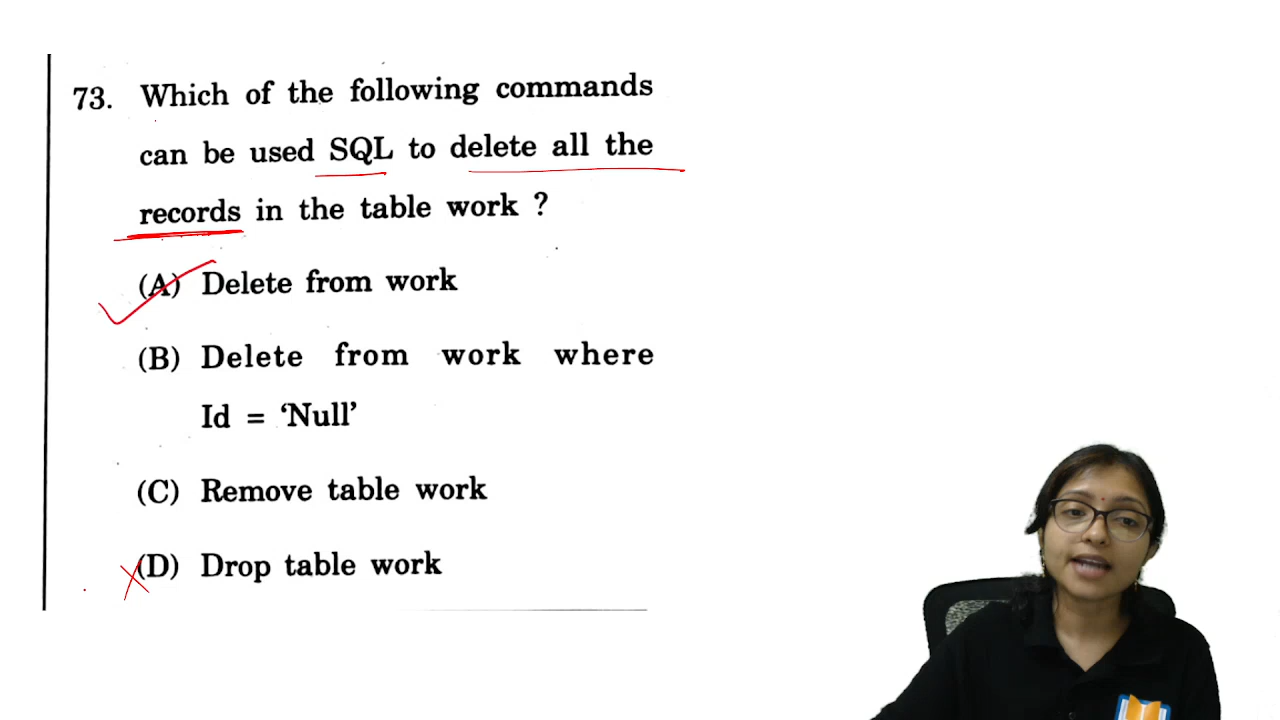 73. Which of the following commands
can be used SQL to delete all the
records in the table work ?
(A) Delete from work
(B) Delete from work where
Id = ‘Null’
(C) Remove table work
(D) Drop table work